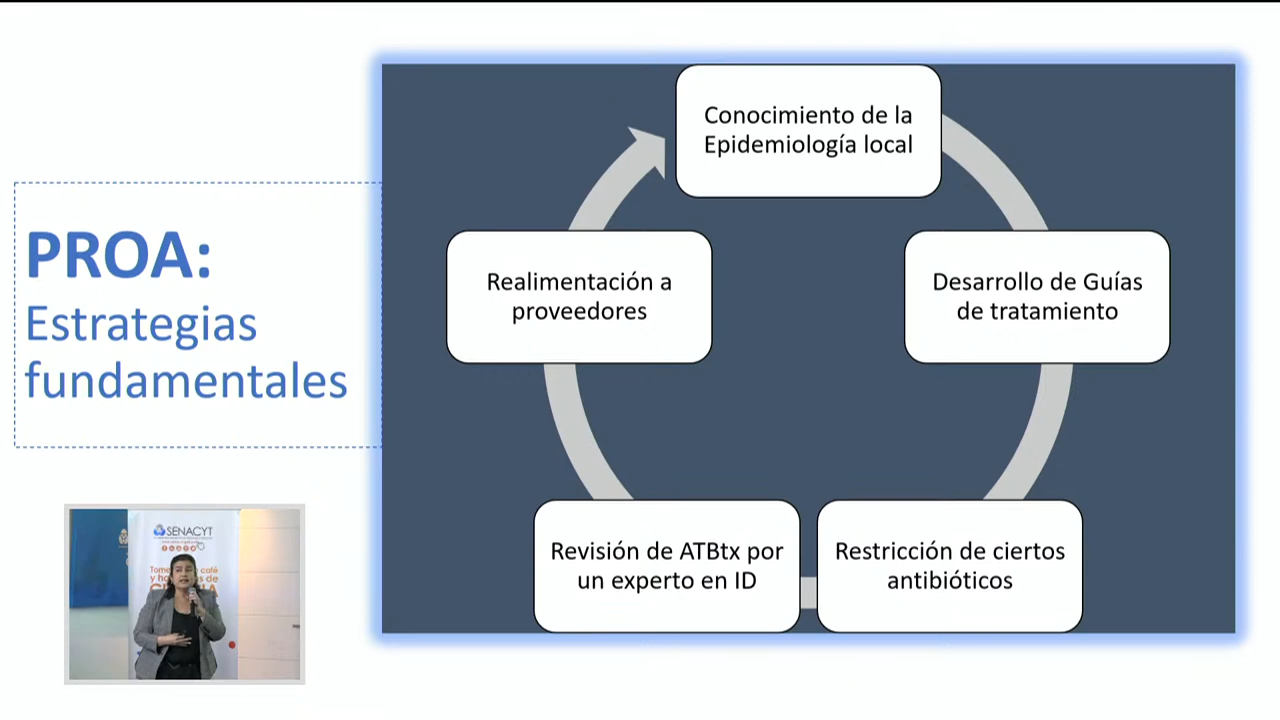 PROA:
Estrategias
fundamentales
Conocimiento de la
Epidemiología local
Desarrollo de Guías
de tratamiento
Restricción de ciertos
antibióticos
Revisión de ATBtx por
un experto en ID
Realimentación a
proveedores
SENACYT